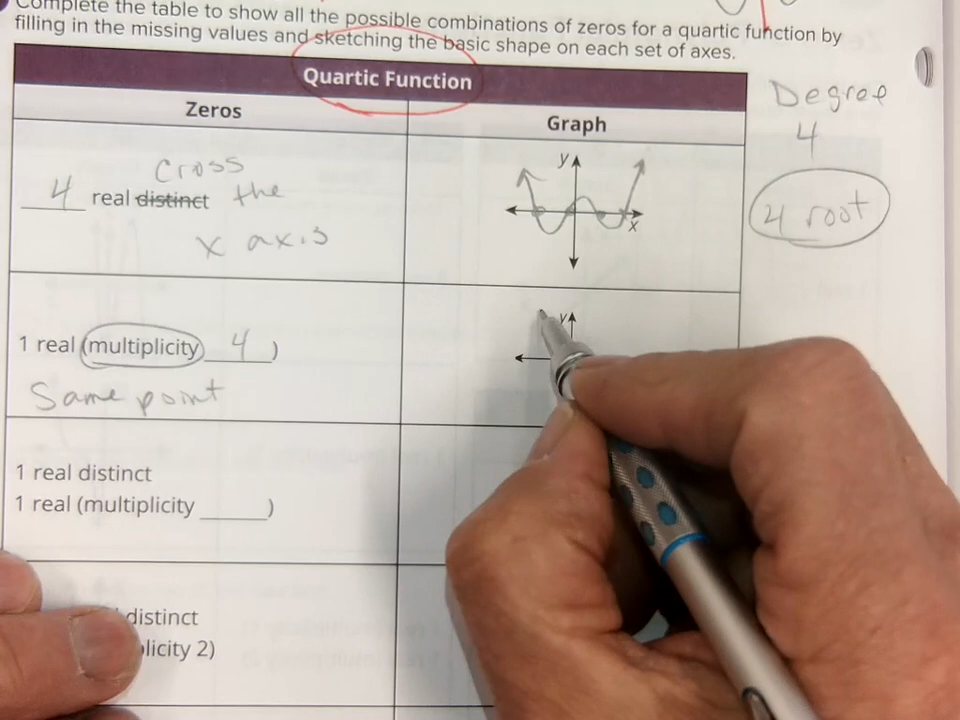 Complete the table to show all the possible combinations of zeros for a quartic function by
filling in the missing values and sketching the basic shape on each set of axes.
Quartic Function
Zeros
Graph
Degree
4
4 root
Cross
4 real distinct the
x axis
y
x
1 real (multiplicity 4)
Same point
y
1 real distinct
1 real (multiplicity ______)
distinct
licity 2)